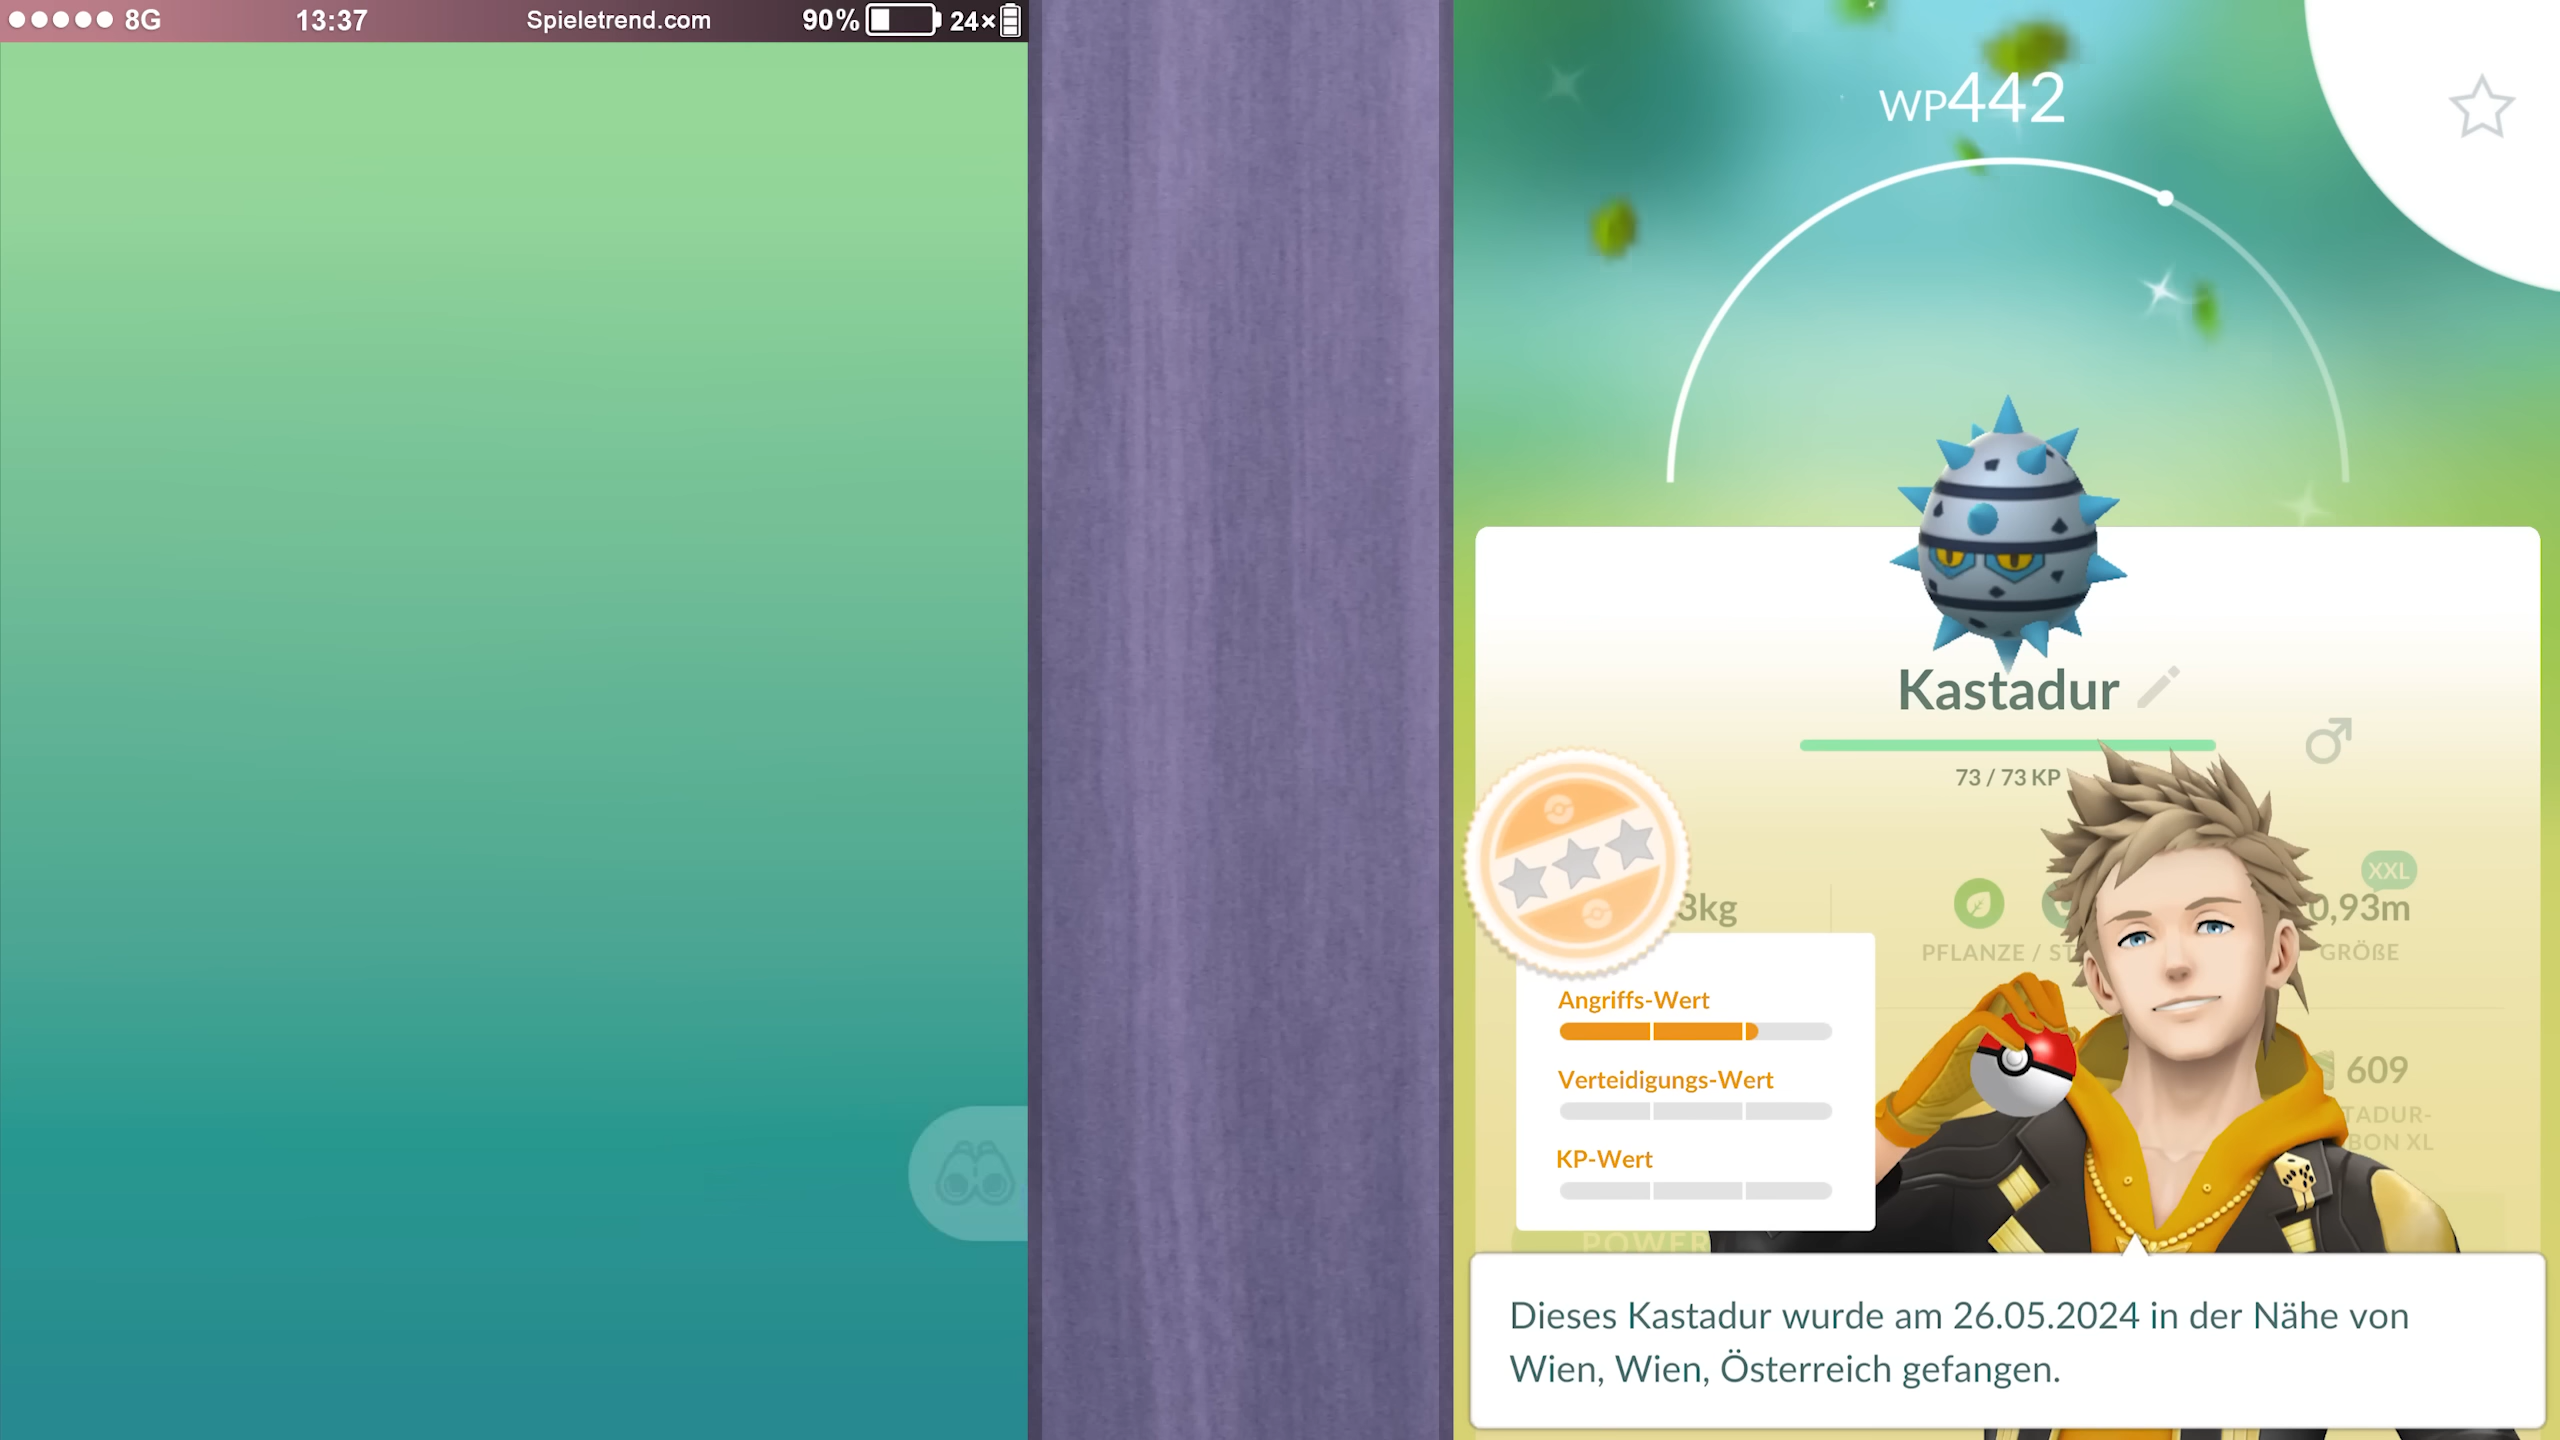 8G 13:37 Spieletrend.com 90% 24×
WP442
Kastadur
73 / 73 KP
XXL
3kg
0,93m
PFLANZE / ST
GRÖßE
Angriffs-Wert
609
Verteidigungs-Wert
TADUR-
BON XL
KP-Wert
POWER
Dieses Kastadur wurde am 26.05.2024 in der Nähe von
Wien, Wien, Österreich gefangen.